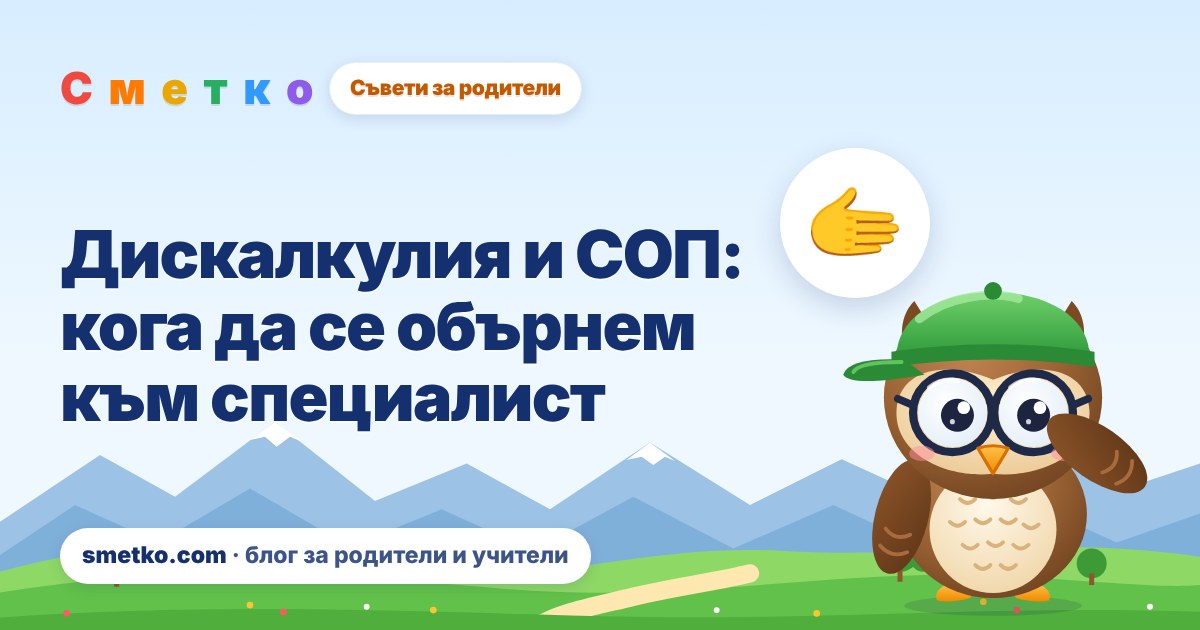 Сметко
Съвети за родители
Дискалкулия и СОП:
кога да се обърнем
към специалист
smetko.com · блог за родители и учители